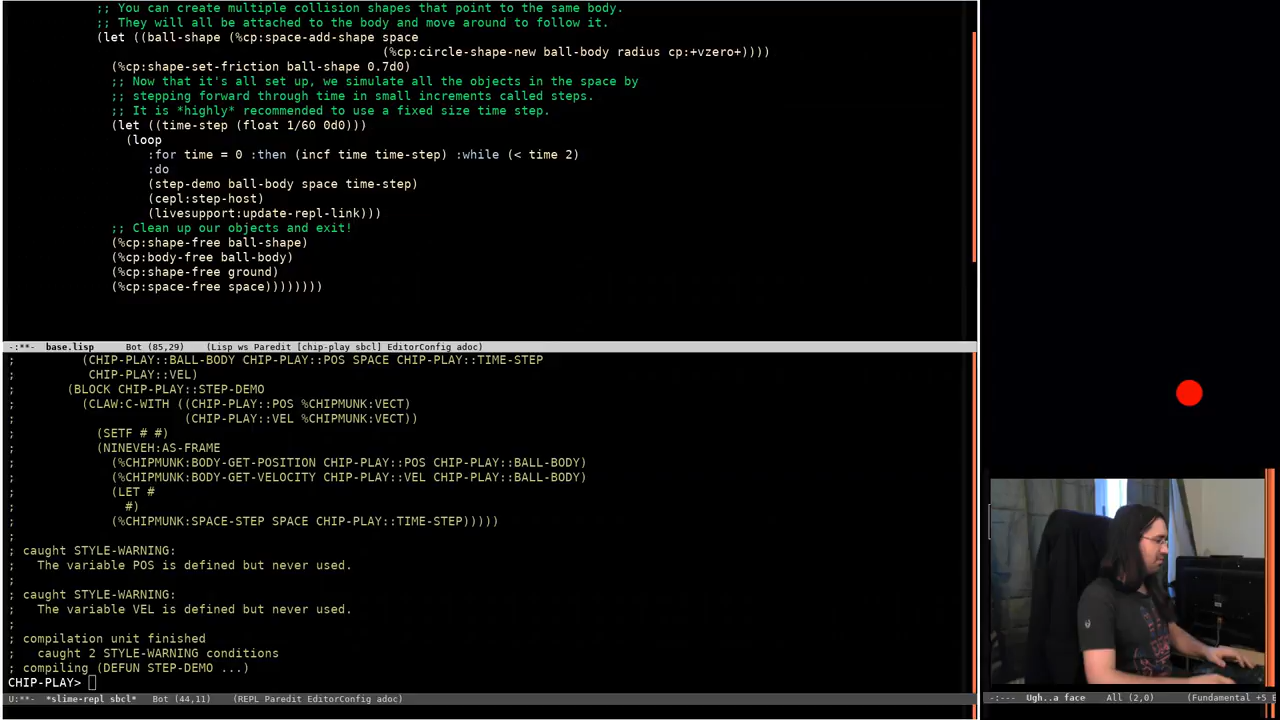 ;; You can create multiple collision shapes that point to the same body.
;; They will all be attached to the body and move around to follow it.
(let ((ball-shape (%cp:space-add-shape space
(%cp:circle-shape-new ball-body radius cp:+vzero+))))
(%cp:shape-set-friction ball-shape 0.7d0)
;; Now that it's all set up, we simulate all the objects in the space by
;; stepping forward through time in small increments called steps.
;; It is *highly* recommended to use a fixed size time step.
(let ((time-step (float 1/60 0d0)))
(loop
:for time = 0 :then (incf time time-step) :while (< time 2)
:do
(step-demo ball-body space time-step)
(cepl:step-host)
(livesupport:update-repl-link)))
;; Clean up our objects and exit!
(%cp:shape-free ball-shape)
(%cp:body-free ball-body)
(%cp:shape-free ground)
(%cp:space-free space))))))))
-:**-  base.lisp      Bot (85,29)    (Lisp ws Paredit [chip-play sbcl] EditorConfig adoc)
;         (CHIP-PLAY::BALL-BODY CHIP-PLAY::POS SPACE CHIP-PLAY::TIME-STEP
;          CHIP-PLAY::VEL)
;       (BLOCK CHIP-PLAY::STEP-DEMO
;         (CLAW:C-WITH ((CHIP-PLAY::POS %CHIPMUNK:VECT)
;                       (CHIP-PLAY::VEL %CHIPMUNK:VECT))
;           (SETF # #)
;           (NINEVEH:AS-FRAME
;             (%CHIPMUNK:BODY-GET-POSITION CHIP-PLAY::POS CHIP-PLAY::BALL-BODY)
;             (%CHIPMUNK:BODY-GET-VELOCITY CHIP-PLAY::VEL CHIP-PLAY::BALL-BODY)
;             (LET #
;               #)
;             (%CHIPMUNK:SPACE-STEP SPACE CHIP-PLAY::TIME-STEP)))))
;
; caught STYLE-WARNING:
;   The variable POS is defined but never used.
;
; caught STYLE-WARNING:
;   The variable VEL is defined but never used.
;
; compilation unit finished
;   caught 2 STYLE-WARNING conditions
; compiling (DEFUN STEP-DEMO ...)
CHIP-PLAY>
U:**-  *slime-repl sbcl*   Bot (44,11)    (REPL Paredit EditorConfig adoc)
-:---  Ugh..a face    All (2,0)      (Fundamental +5